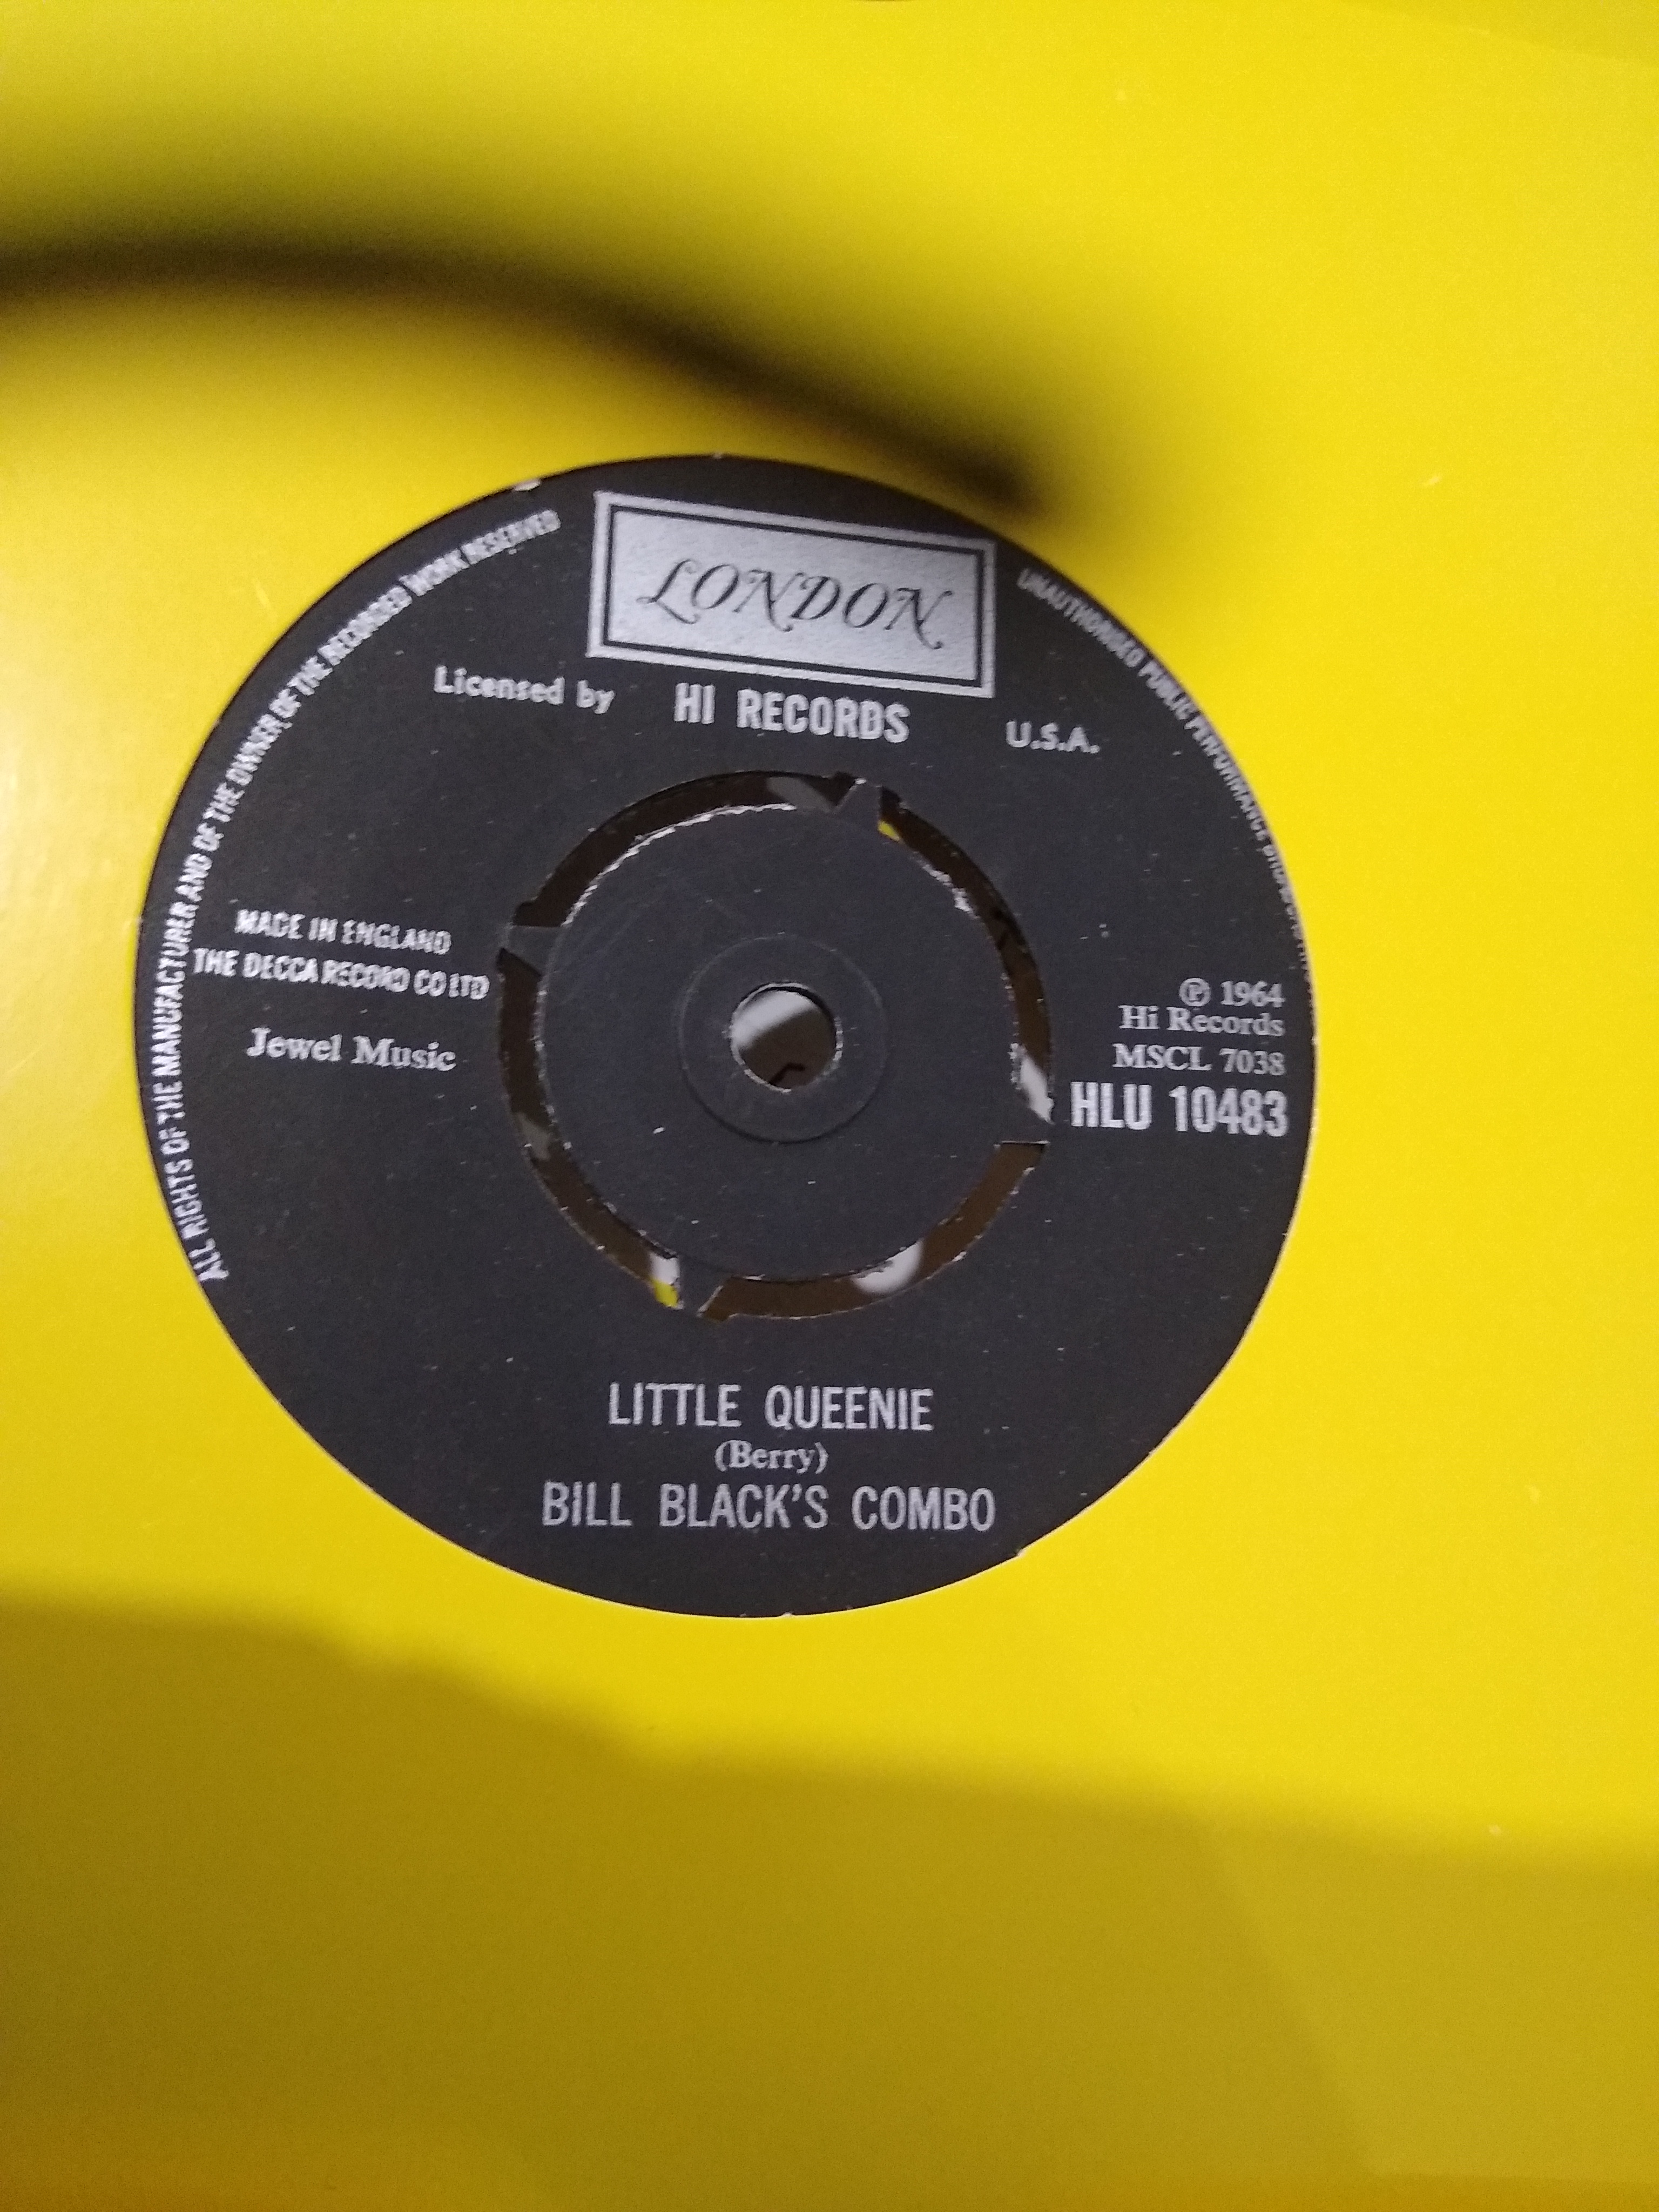 LONDON
Licensed by HI RECORDS U.S.A.
ALL RIGHTS OF THE MANUFACTURER AND OF THE OWNER OF THE RECORDED WORK RESERVED
UNAUTHORISED PUBLIC PERFORMANCE
MADE IN ENGLAND
THE DECCA RECORD CO LTD
Jewel Music
℗ 1964
Hi Records
MSCL 7038
HLU 10483
LITTLE QUEENIE
(Berry)
BILL BLACK'S COMBO